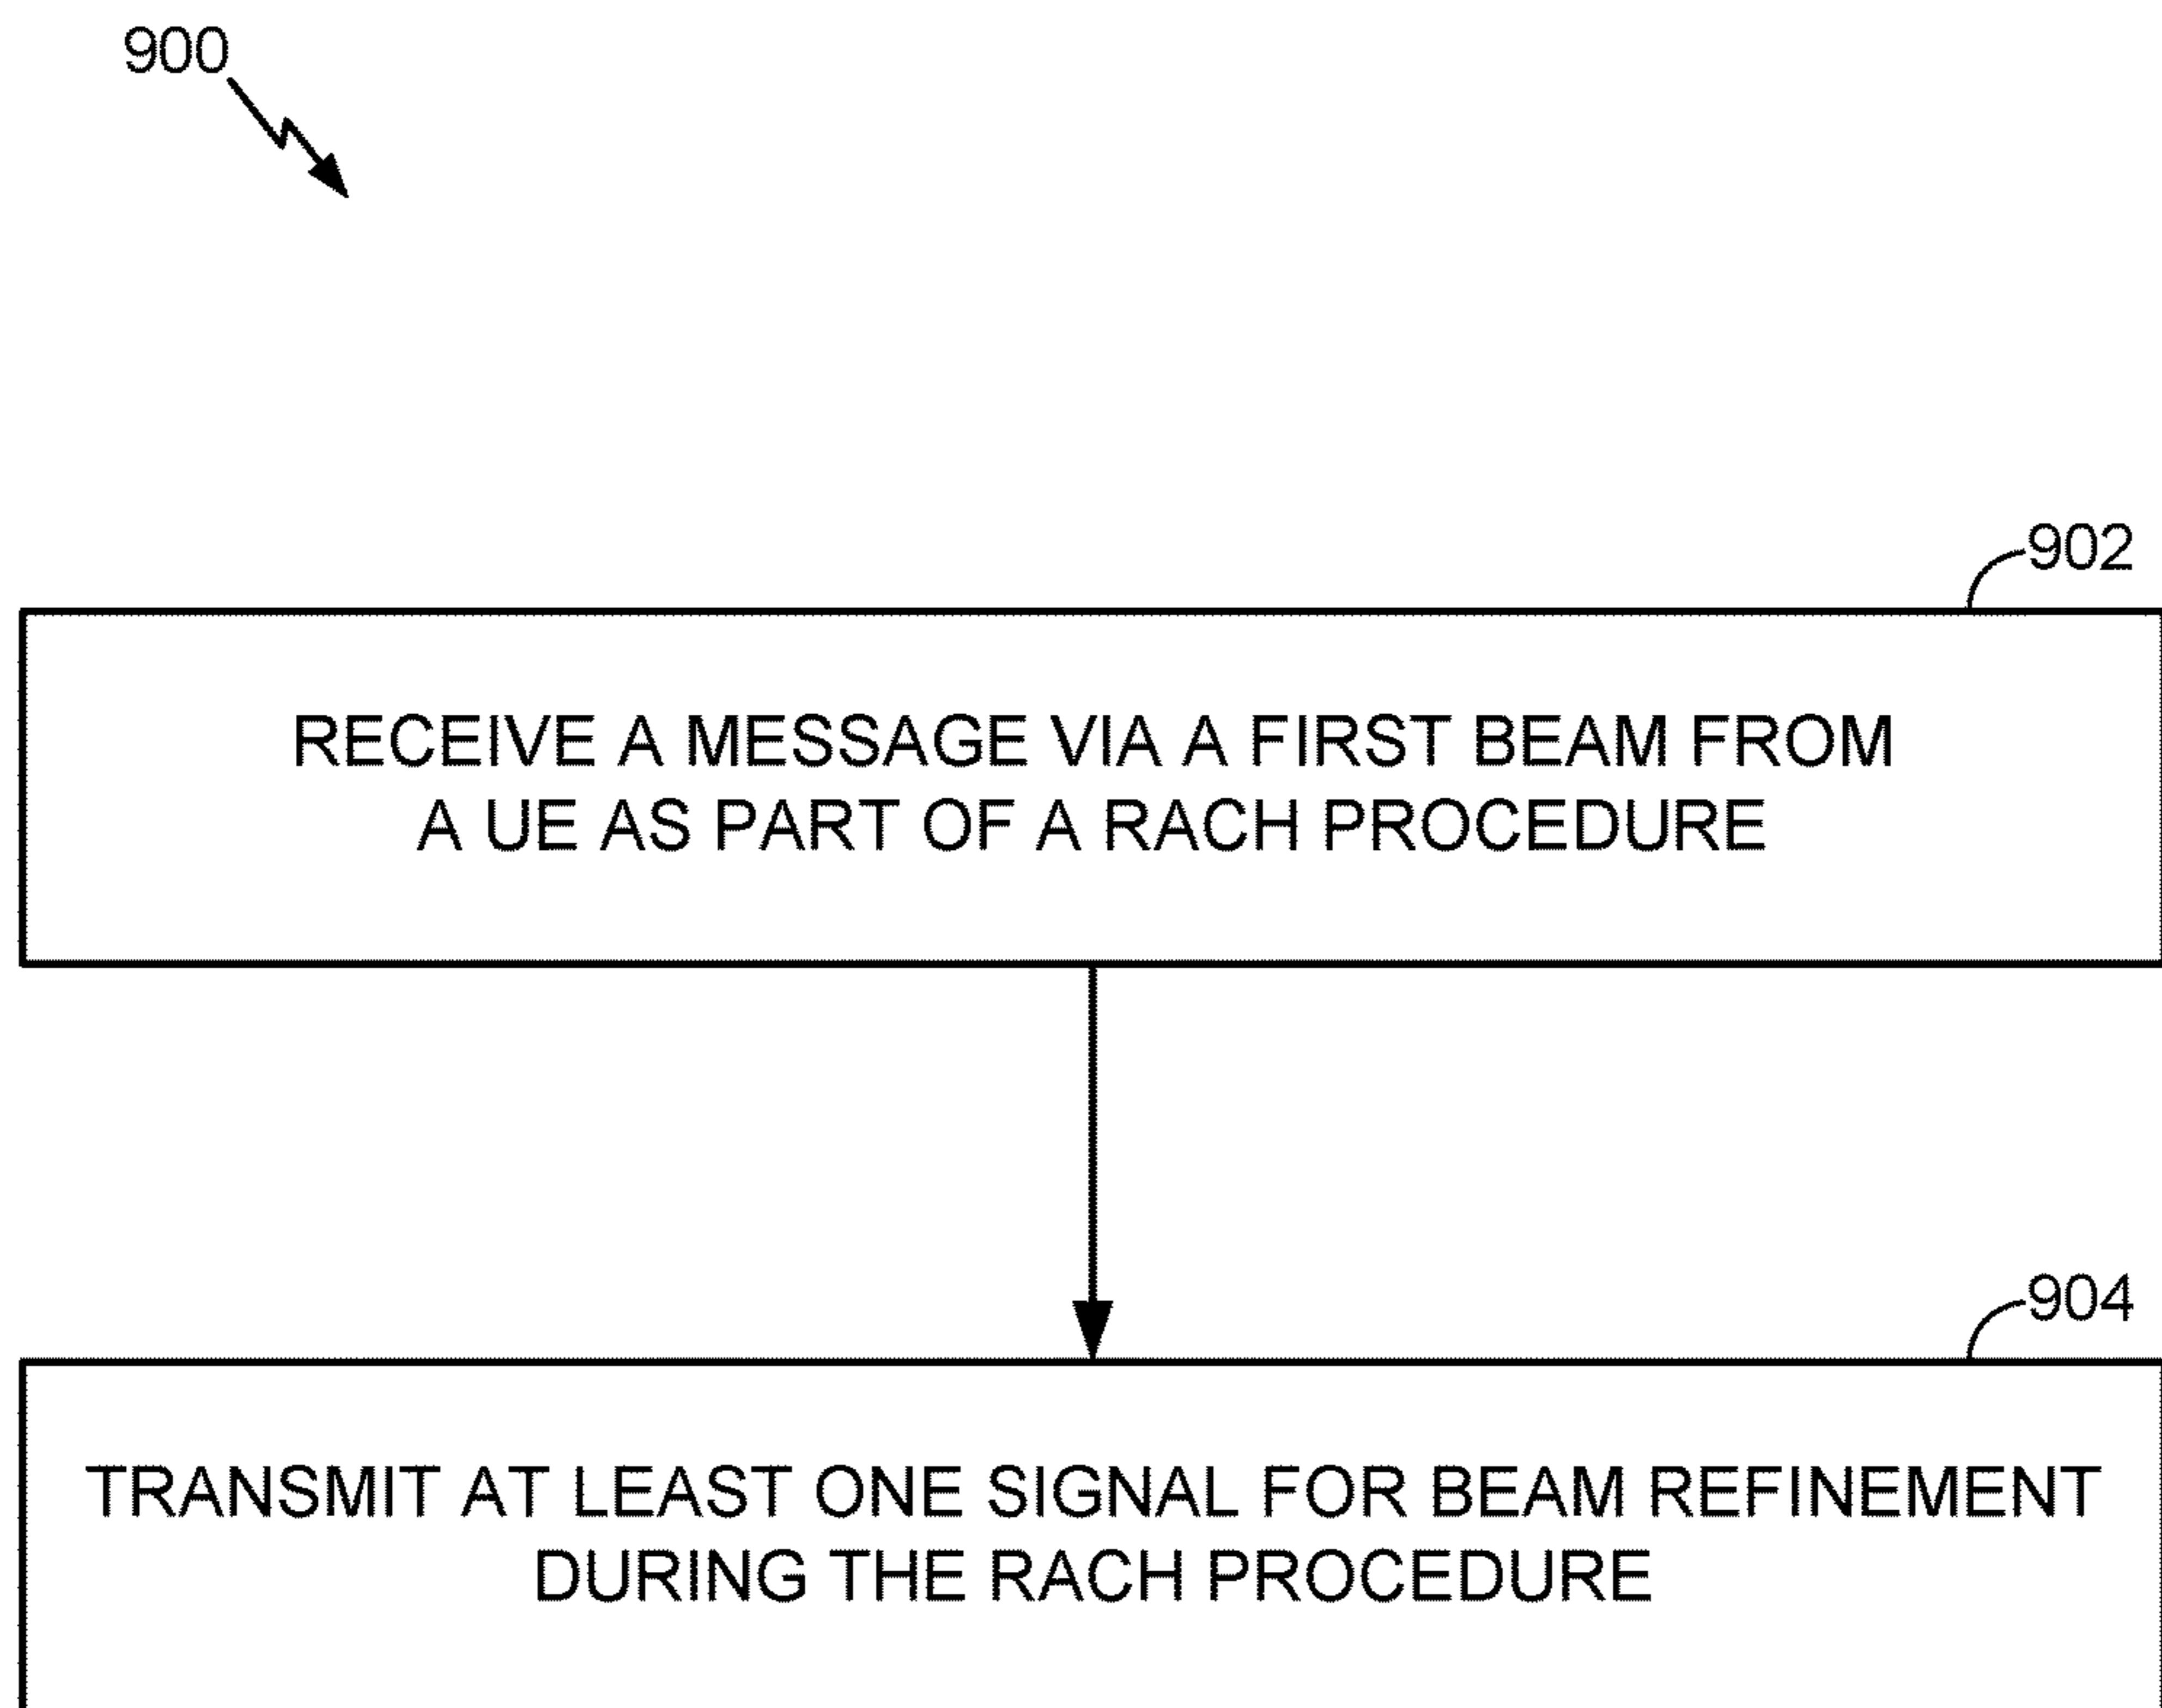 900
902
RECEIVE A MESSAGE VIA A FIRST BEAM FROM
A UE AS PART OF A RACH PROCEDURE
904
TRANSMIT AT LEAST ONE SIGNAL FOR BEAM REFINEMENT
DURING THE RACH PROCEDURE